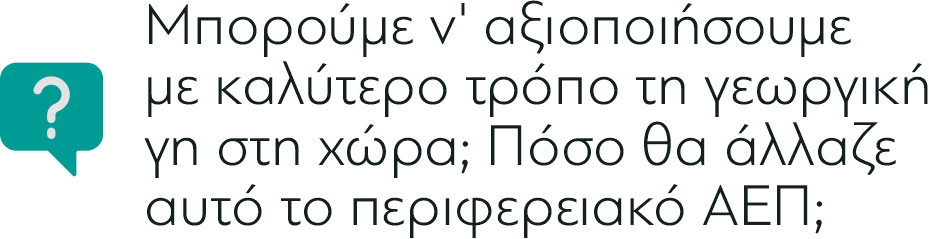 Μπορούμε ν' αξιοποιήσουμε
με καλύτερο τρόπο τη γεωργική
γη στη χώρα; Πόσο θα άλλαζε
αυτό το περιφερειακό ΑΕΠ;